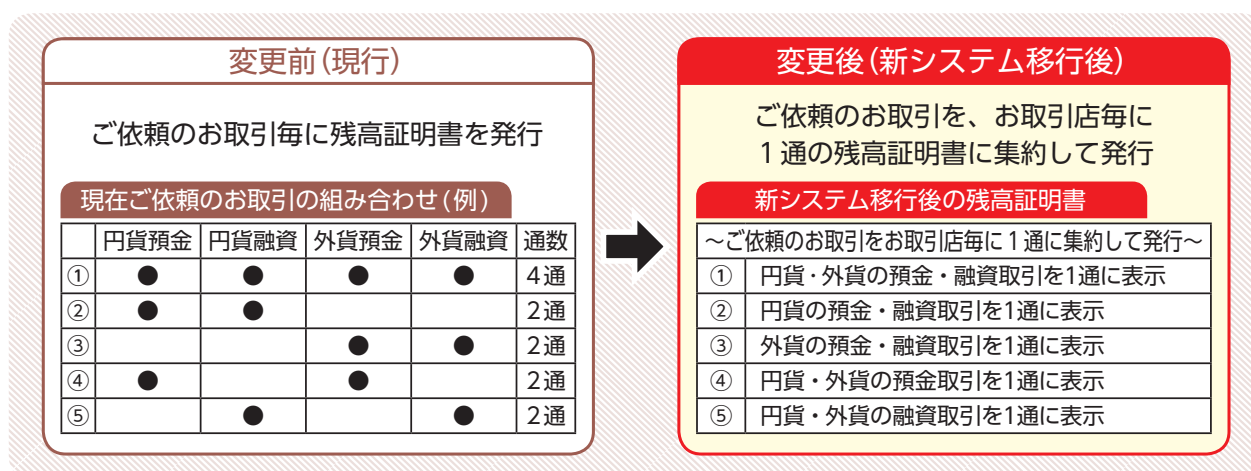 変更前(現行)
ご依頼のお取引毎に残高証明書を発行
現在ご依頼のお取引の組み合わせ(例)
円貨預金 円貨融資 外貨預金 外貨融資 通数
① ● ● ● ● 4通
② ● ● 2通
③ ● ● 2通
④ ● ● 2通
⑤ ● ● 2通
変更後(新システム移行後)
ご依頼のお取引を、お取引店毎に
1通の残高証明書に集約して発行
新システム移行後の残高証明書
～ご依頼のお取引をお取引店毎に1通に集約して発行～
① 円貨・外貨の預金・融資取引を1通に表示
② 円貨の預金・融資取引を1通に表示
③ 外貨の預金・融資取引を1通に表示
④ 円貨・外貨の預金取引を1通に表示
⑤ 円貨・外貨の融資取引を1通に表示